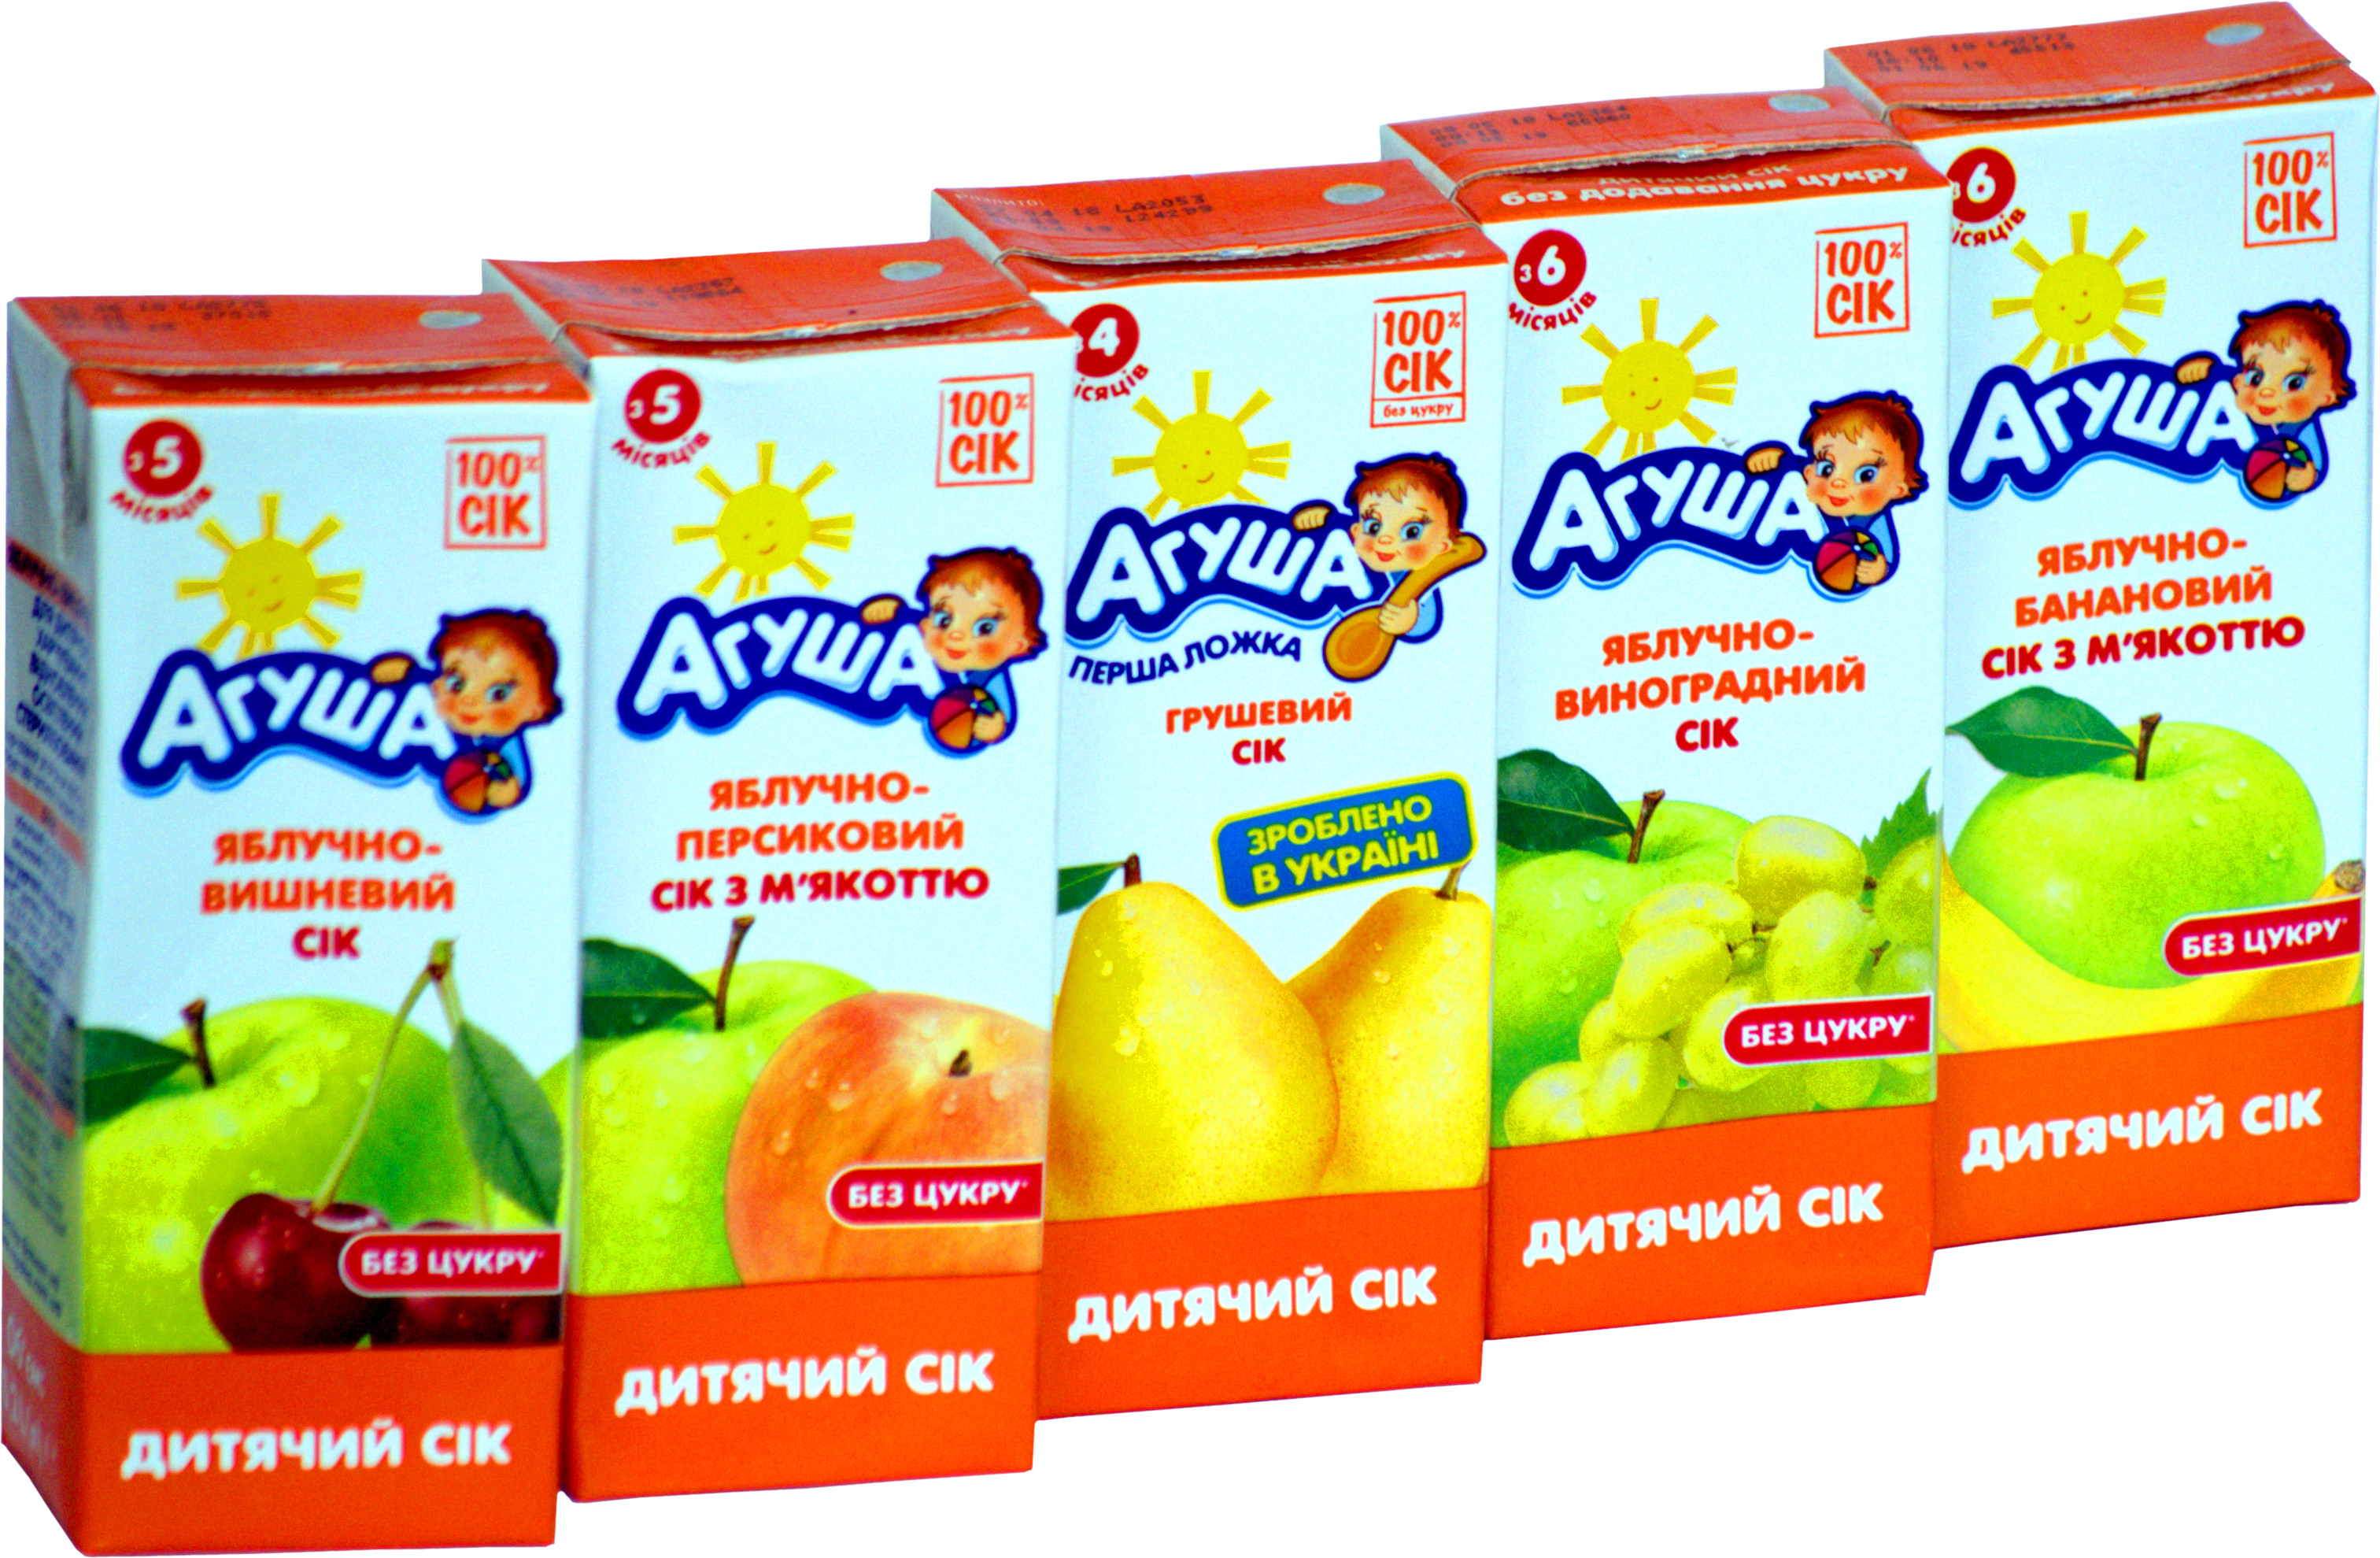 з 5
місяців
100%
СІК
Агуша
ЯБЛУЧНО-
ВИШНЕВИЙ
СІК
БЕЗ ЦУКРУ*
ДИТЯЧИЙ СІК
з 5
місяців
100%
СІК
Агуша
ЯБЛУЧНО-
ПЕРСИКОВИЙ
СІК З М'ЯКОТТЮ
БЕЗ ЦУКРУ*
ДИТЯЧИЙ СІК
LA2053
124299
4
місяців
100%
СІК
без цукру
Агуша
ПЕРША ЛОЖКА
ГРУШЕВИЙ
СІК
ЗРОБЛЕНО
В УКРАЇНІ
ДИТЯЧИЙ СІК
ДИТЯЧИЙ СІК
без додавання цукру
з 6
місяців
100%
СІК
Агуша
ЯБЛУЧНО-
ВИНОГРАДНИЙ
СІК
БЕЗ ЦУКРУ*
ДИТЯЧИЙ СІК
з 6
місяців
100%
СІК
Агуша
ЯБЛУЧНО-
БАНАНОВИЙ
СІК З М'ЯКОТТЮ
БЕЗ ЦУКРУ*
ДИТЯЧИЙ СІК